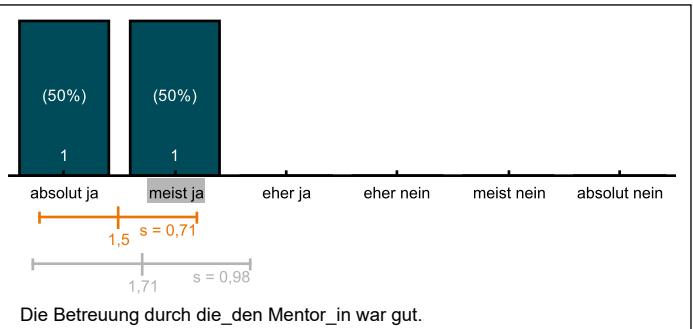 (50%) (50%)
1 1
absolut ja meist ja eher ja eher nein meist nein absolut nein
1,5 s = 0,71
1,71 s = 0,98
Die Betreuung durch die_den Mentor_in war gut.